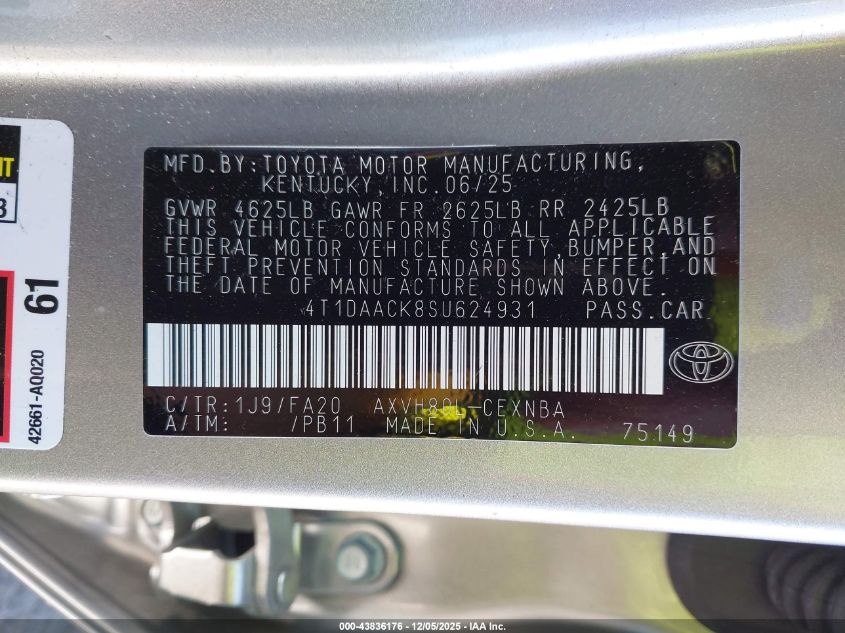 MFD.BY:TOYOTA MOTOR MANUFACTURING,
KENTUCKY,INC.06/25
GVWR 4625LB GAWR FR 2625LB RR 2425LB
THIS VEHICLE CONFORMS TO ALL APPLICABLE
FEDERAL MOTOR VEHICLE SAFETY,BUMPER,AND
THEFT PREVENTION STANDARDS IN EFFECT ON
THE DATE OF MANUFACTURE SHOWN ABOVE.
4T1DAACK8SU624931 PASS.CAR
C/TR:1J9/FA20 AXVH80L-CEXNBA
A/TM: /PB11 MADE IN U.S.A. 75149
61
42661-AQ020
000-43836176 - 12/05/2025 - IAA Inc.